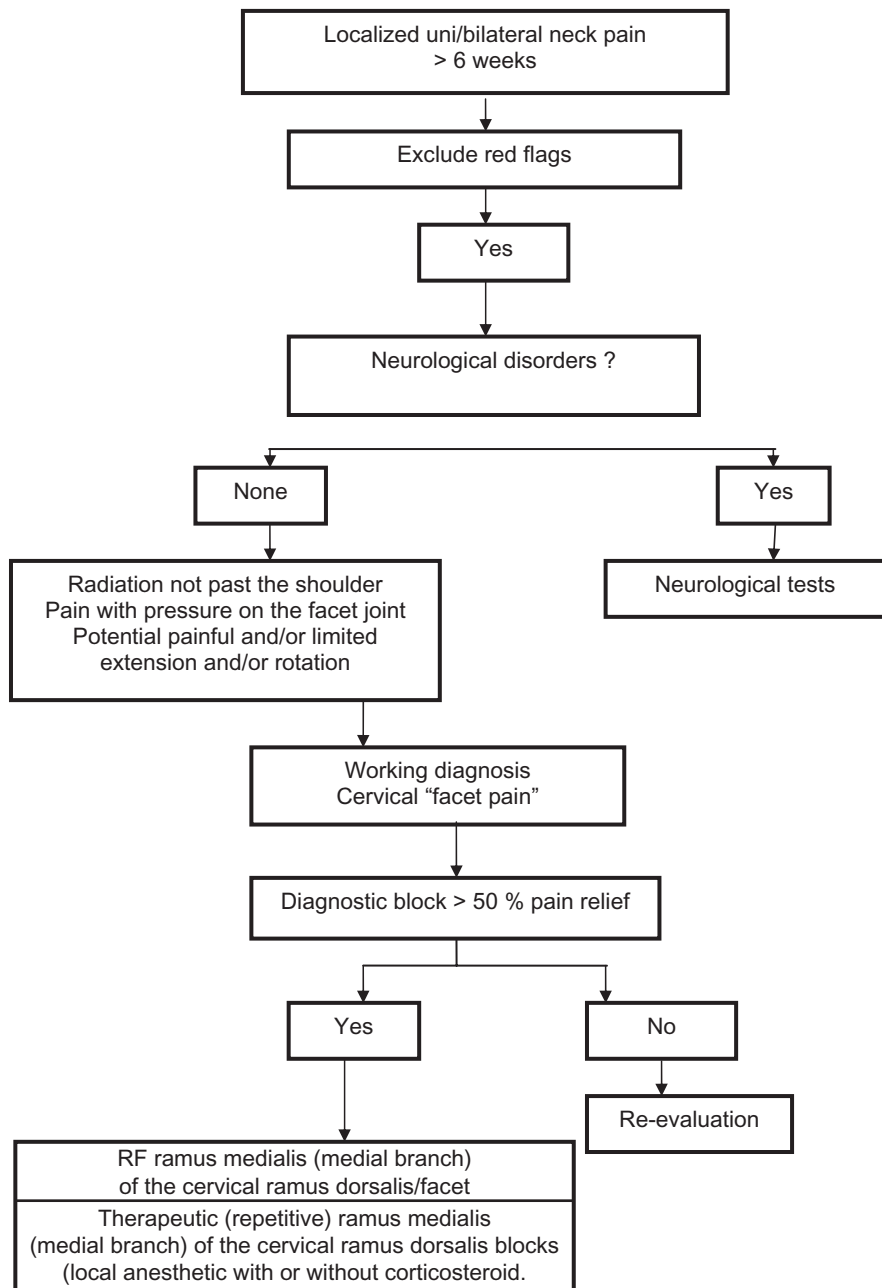 Localized uni/bilateral neck pain
> 6 weeks
Exclude red flags
Yes
Neurological disorders ?
None
Yes
Radiation not past the shoulder
Pain with pressure on the facet joint
Potential painful and/or limited
extension and/or rotation
Neurological tests
Working diagnosis
Cervical “facet pain”
Diagnostic block > 50 % pain relief
Yes
No
Re-evaluation
RF ramus medialis (medial branch)
of the cervical ramus dorsalis/facet
Therapeutic (repetitive) ramus medialis
(medial branch) of the cervical ramus dorsalis blocks
(local anesthetic with or without corticosteroid.